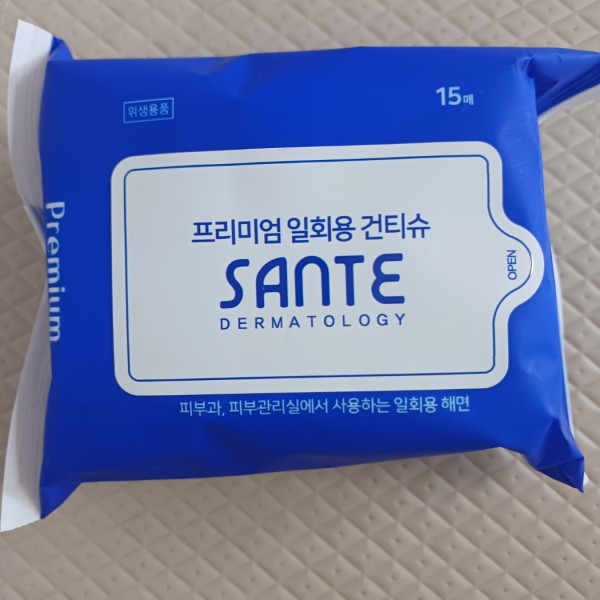 위생용품
15매
Premium
프리미엄 일회용 건티슈
SANTE
DERMATOLOGY
OPEN
피부과, 피부관리실에서 사용하는 일회용 해면